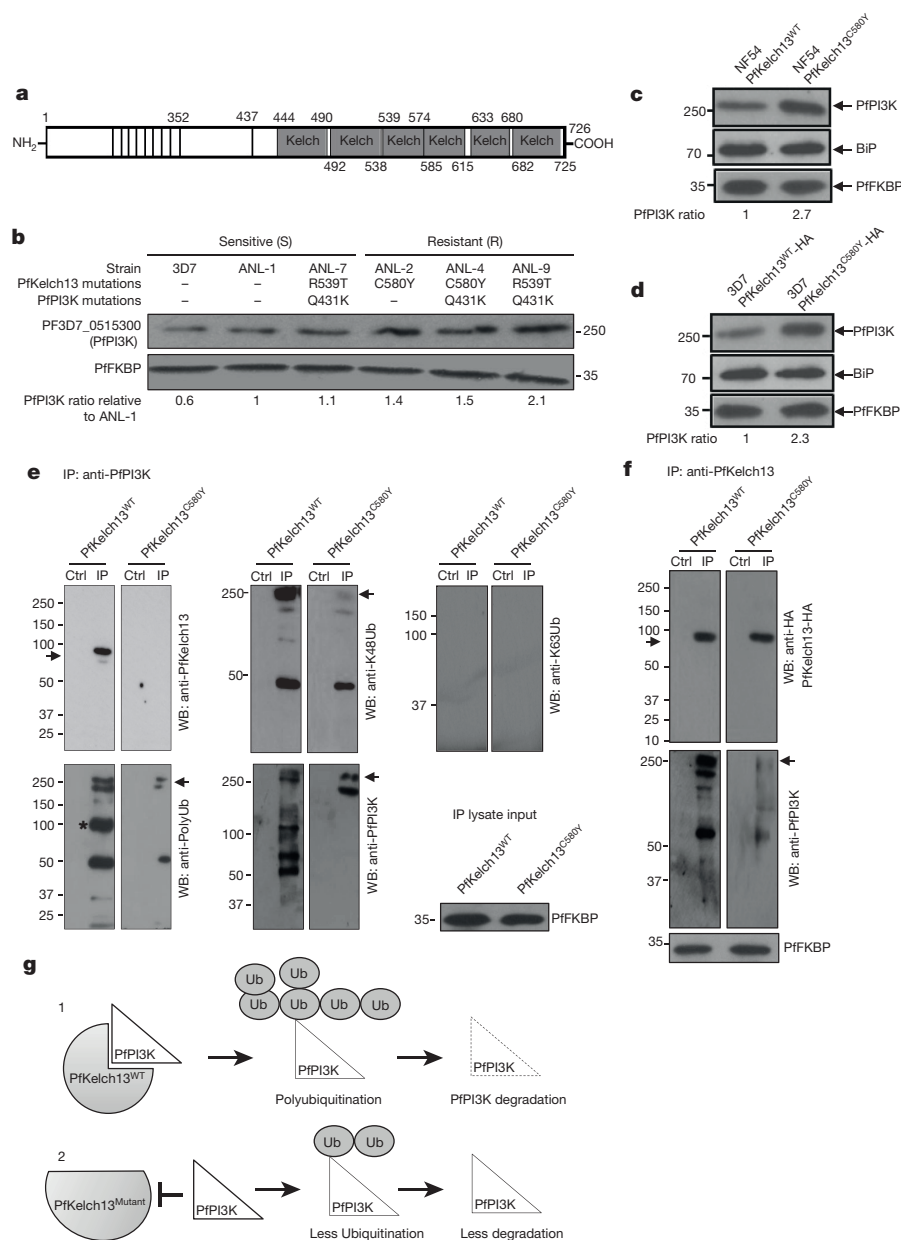 a
1 352 437 444 490 539 574 633 680 726
NH2 Kelch Kelch Kelch Kelch Kelch Kelch COOH
492 538 585 615 682 725
b
Sensitive (S) Resistant (R)
Strain 3D7 ANL-1 ANL-7 ANL-2 ANL-4 ANL-9
PfKelch13 mutations – – R539T C580Y C580Y R539T
PfPI3K mutations – – Q431K – Q431K Q431K
PF3D7_0515300
(PfPI3K)
250
PfFKBP
35
PfPI3K ratio relative
to ANL-1
0.6 1 1.1 1.4 1.5 2.1
c
NF54
PfKelch13WT
NF54
PfKelch13C580Y
250 PfPI3K
70 BiP
35 PfFKBP
PfPI3K ratio 1 2.7
d
3D7
PfKelch13WT-HA
3D7
PfKelch13C580Y-HA
250 PfPI3K
70 BiP
35 PfFKBP
PfPI3K ratio 1 2.3
e
IP: anti-PfPI3K
PfKelch13WT PfKelch13C580Y
Ctrl IP Ctrl IP
250
150
100
50
37
25
WB: anti-PfKelch13
PfKelch13WT PfKelch13C580Y
Ctrl IP Ctrl IP
250
50
WB: anti-K48Ub
PfKelch13WT PfKelch13C580Y
Ctrl IP Ctrl IP
150
100
37
WB: anti-K63Ub
250
150
100
*
50
37
25
WB: anti-PolyUb
250
100
50
37
WB: anti-PfPI3K
IP lysate input
PfKelch13WT PfKelch13C580Y
35 PfFKBP
f
IP: anti-PfKelch13
PfKelch13WT PfKelch13C580Y
Ctrl IP Ctrl IP
250
150
100
50
37
25
10
WB: anti-HA
PfKelch13-HA
250
50
37
WB: anti-PfPI3K
35 PfFKBP
g
1
PfPI3K
PfKelch13WT
Ub Ub
Ub Ub Ub Ub
PfPI3K
Polyubiquitination
PfPI3K
PfPI3K degradation
2
PfKelch13Mutant
PfPI3K
Ub Ub
PfPI3K
Less Ubiquitination
PfPI3K
Less degradation